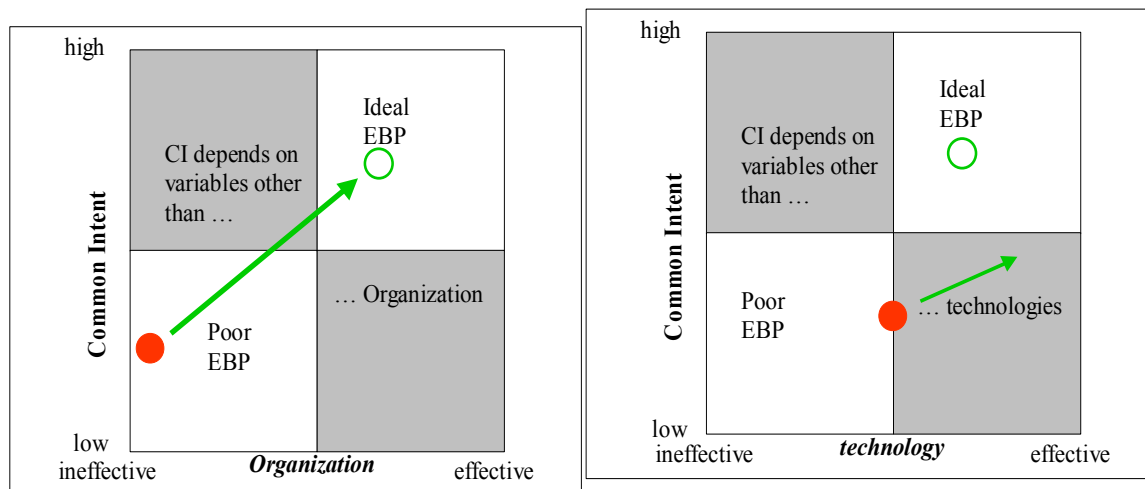 high
Common Intent
Ideal
EBP
CI depends on
variables other
than …
… Organization
Poor
EBP
low
ineffective
Organization
effective
high
Common Intent
Ideal
EBP
CI depends on
variables other
than …
Poor
EBP
… technologies
low
ineffective
technology
effective